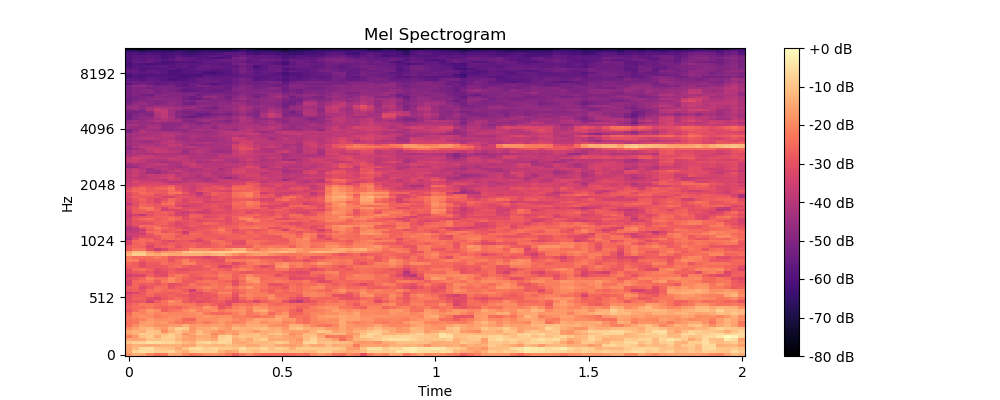 Mel Spectrogram
Hz
8192
4096
2048
1024
512
0
0 0.5 1 1.5 2
Time
+0 dB
-10 dB
-20 dB
-30 dB
-40 dB
-50 dB
-60 dB
-70 dB
-80 dB